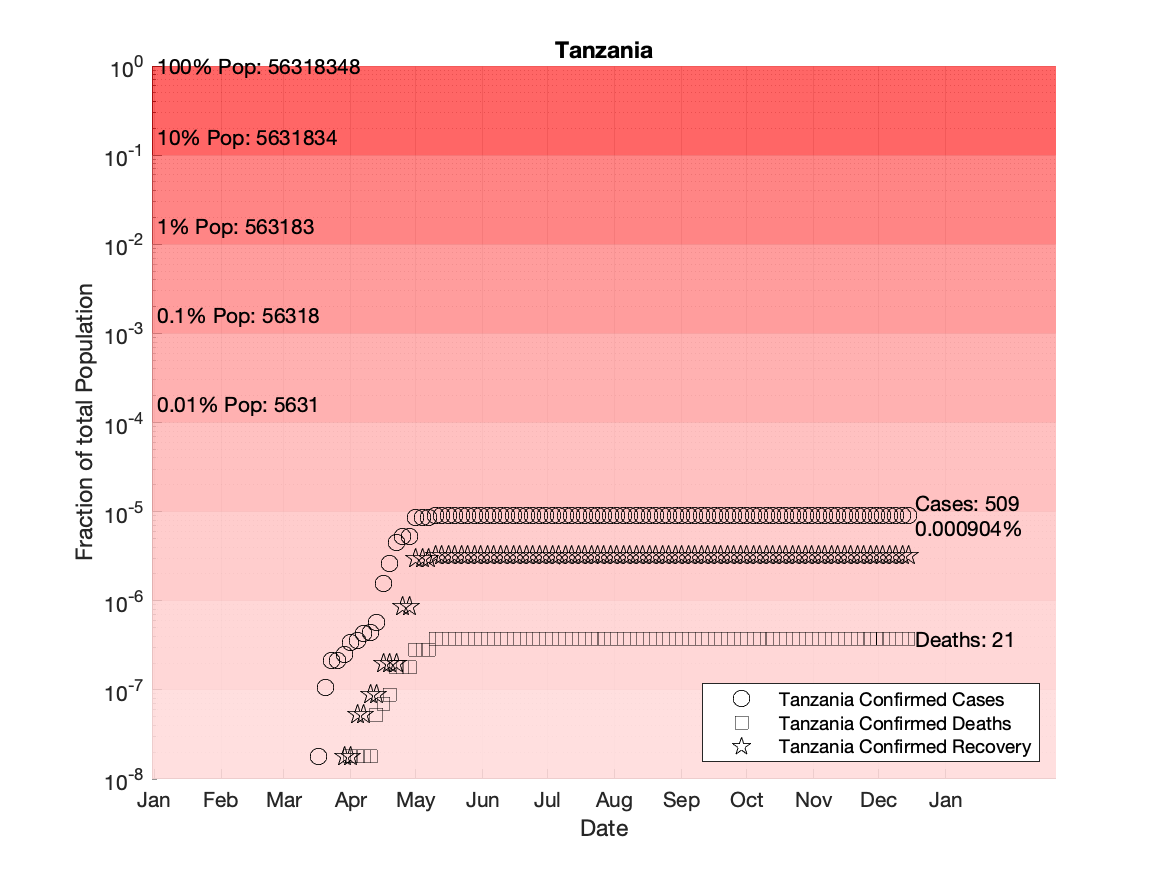 Tanzania
10^0
100% Pop: 56318348
10% Pop: 5631834
10^-1
1% Pop: 563183
10^-2
0.1% Pop: 56318
10^-3
0.01% Pop: 5631
10^-4
Fraction of total Population
Cases: 509
10^-5
0.000904%
10^-6
Deaths: 21
10^-7
Tanzania Confirmed Cases
Tanzania Confirmed Deaths
Tanzania Confirmed Recovery
10^-8
Jan Feb Mar Apr May Jun Jul Aug Sep Oct Nov Dec Jan
Date